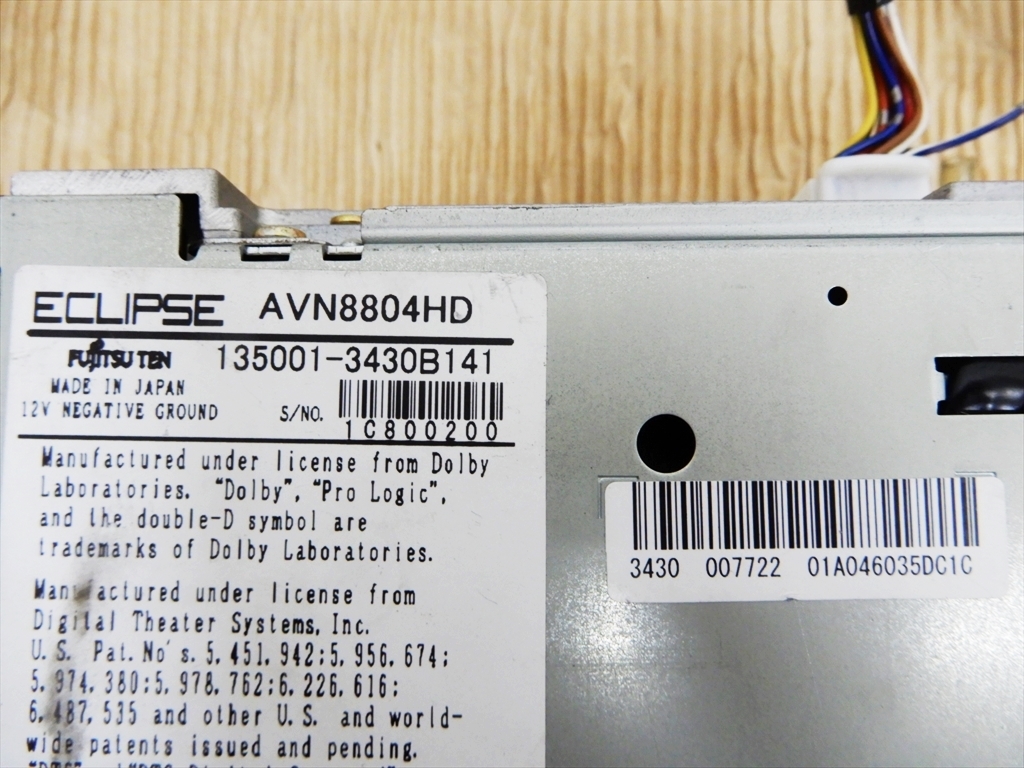 ECLIPSE AVN8804HD
FUJITSU TEN 135001-3430B141
MADE IN JAPAN
12V NEGATIVE GROUND S/NO.
1C800200
Manufactured under license from Dolby
Laboratories. "Dolby", "Pro Logic",
and the double-D symbol are
trademarks of Dolby Laboratories.
Manufactured under license from
Digital Theater Systems, Inc.
U.S. Pat.No's.5,451,942;5,956,674;
5,974,380;5,978,762;6,226,616;
6,487,535 and other U.S. and world-
wide patents issued and pending.
3430 007722 01A046035DC1C